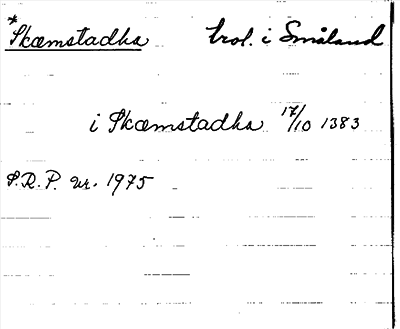 *Skæmstadha trol. i Småland
i Skæmstadha 17/10 1383
S.R.P. nr. 1975